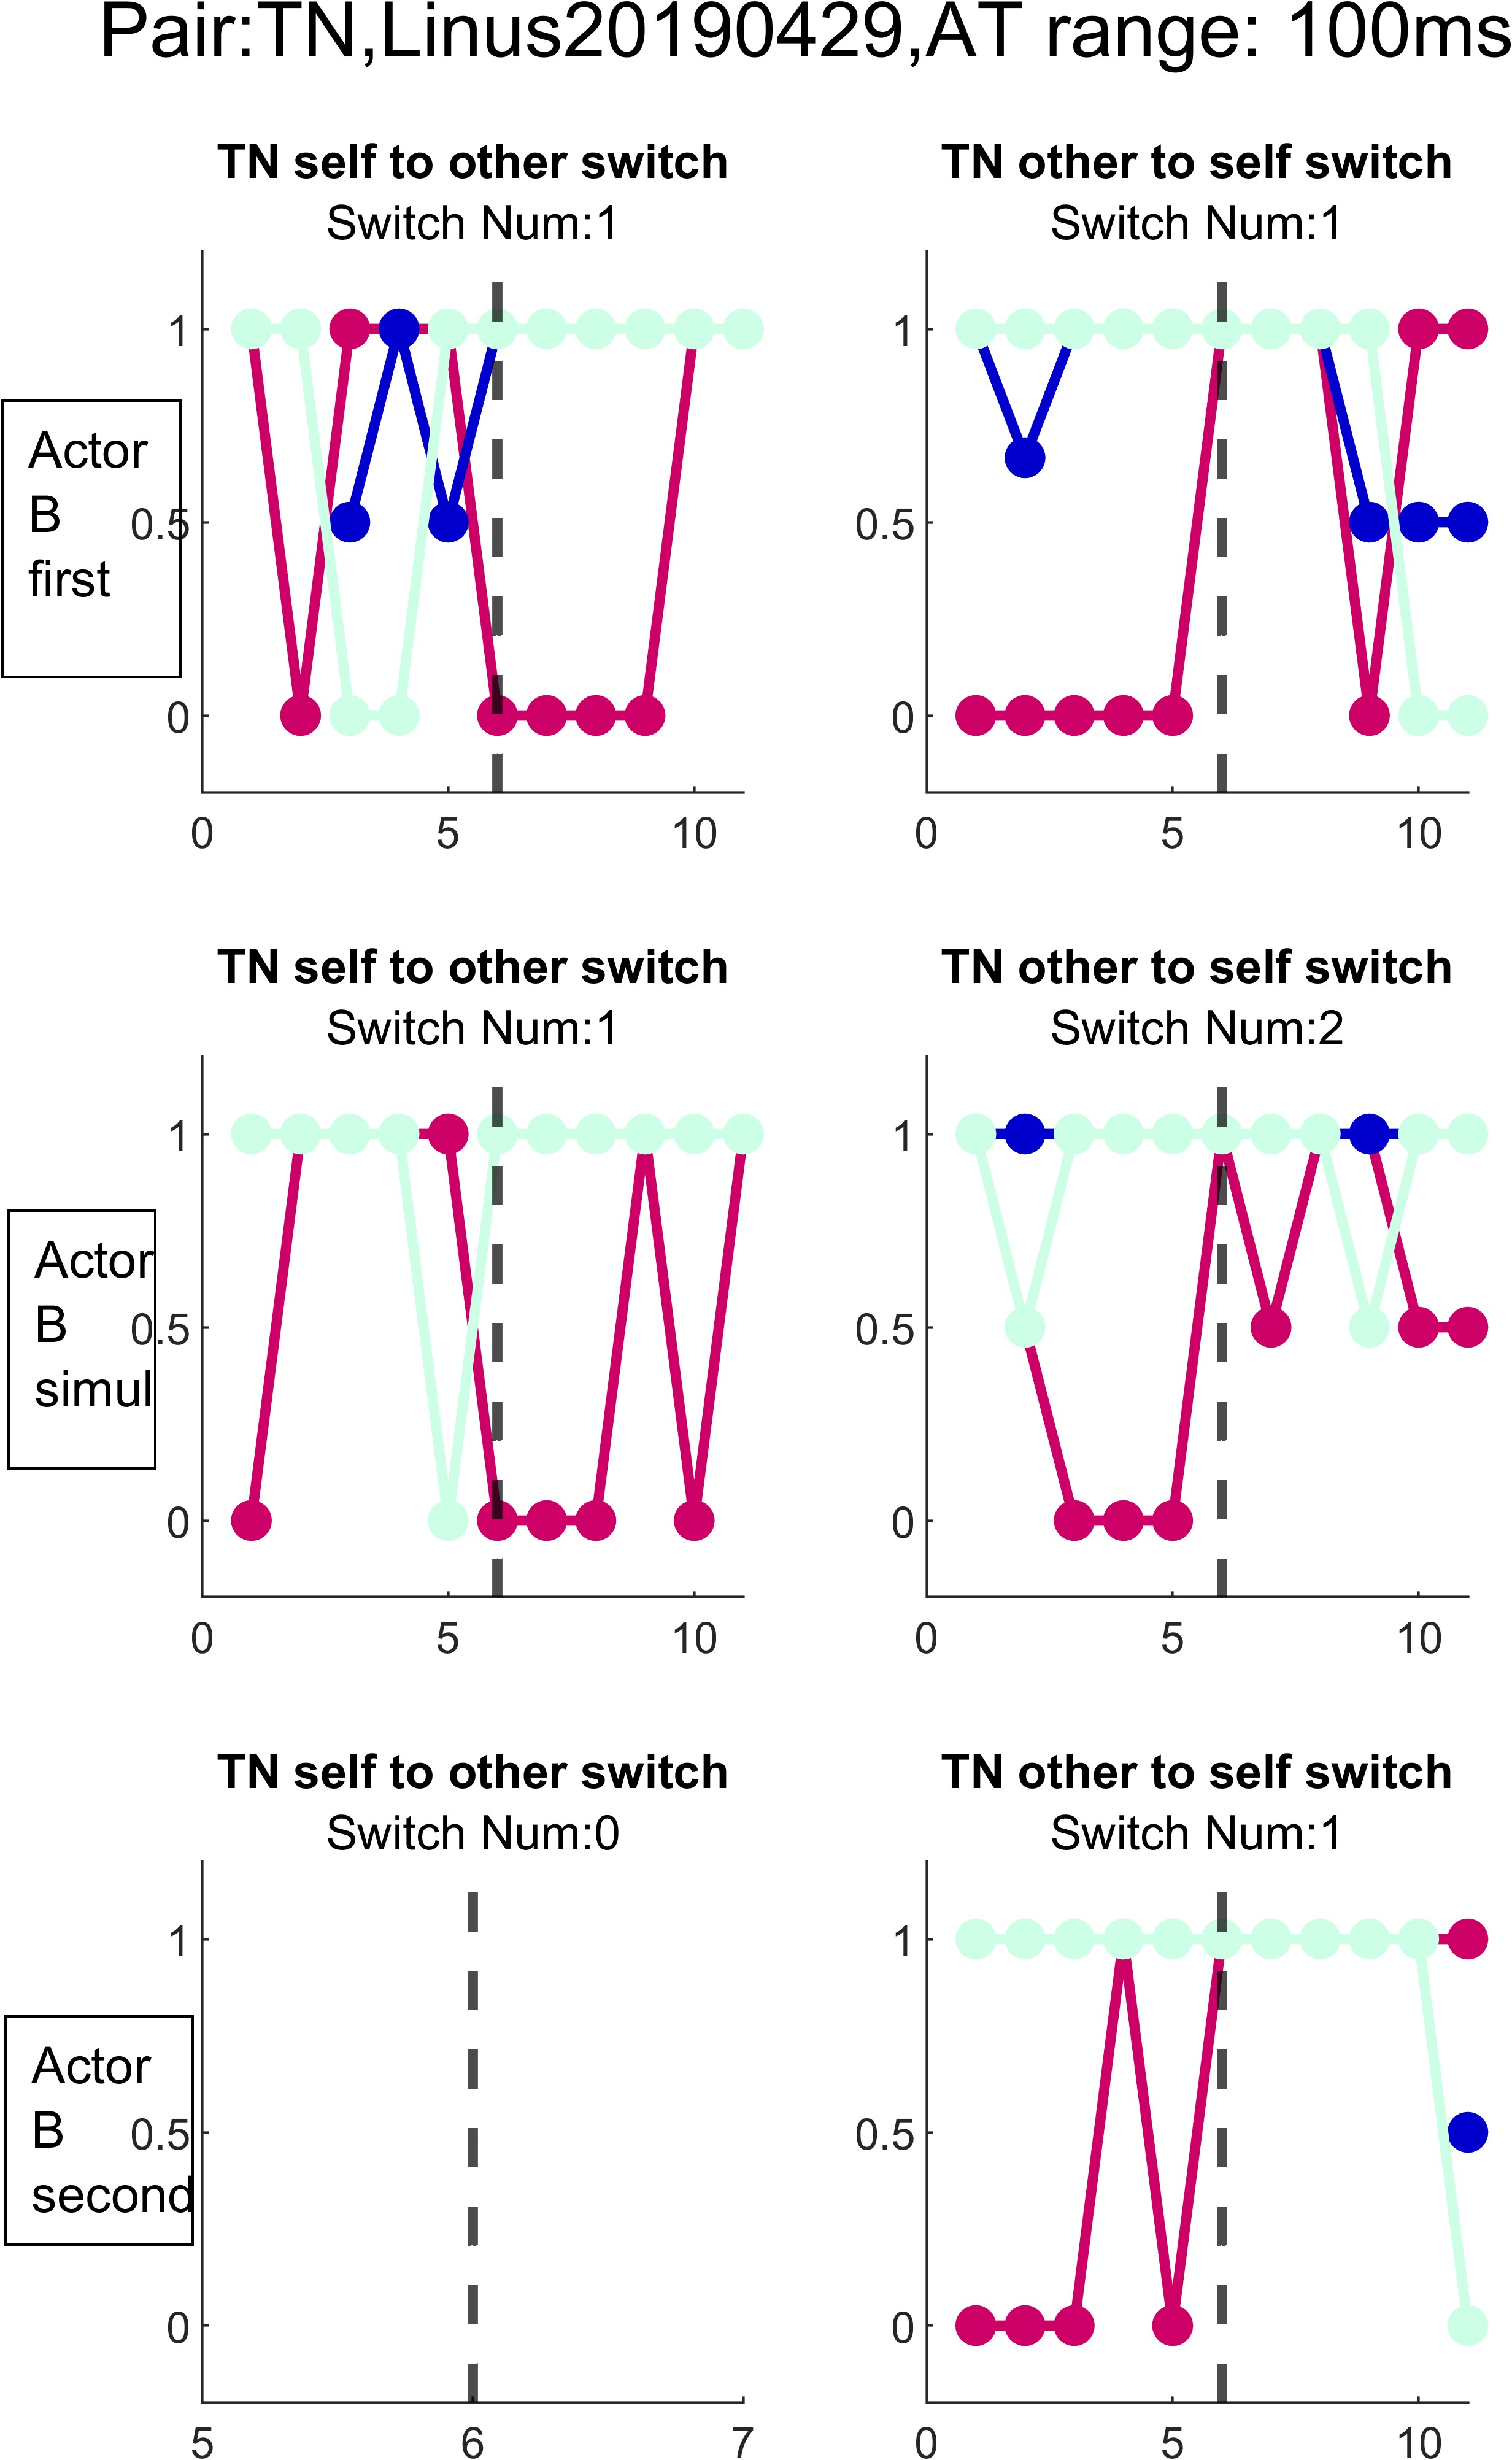 Pair:TN,Linus20190429,AT range: 100ms
TN self to other switch
Switch Num:1
1
0.5
0
0
5
10
TN other to self switch
Switch Num:1
1
0.5
0
0
5
10
Actor
B
first
TN self to other switch
Switch Num:1
1
0.5
0
0
5
10
TN other to self switch
Switch Num:2
1
0.5
0
0
5
10
Actor
B
simul
TN self to other switch
Switch Num:0
1
0.5
0
5
6
7
TN other to self switch
Switch Num:1
1
0.5
0
0
5
10
Actor
B
second